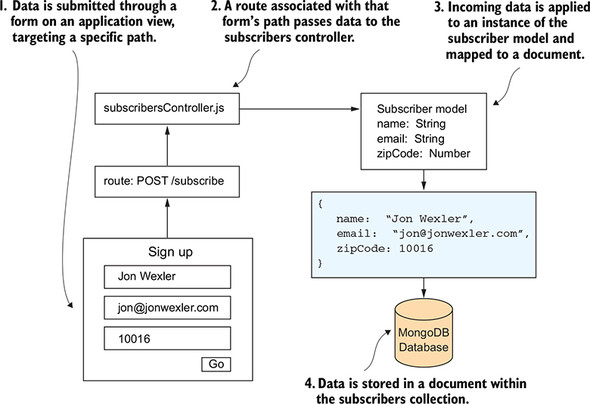 1. Data is submitted through a
form on an application view,
targeting a specific path.
2. A route associated with that
form's path passes data to the
subscribers controller.
3. Incoming data is applied
to an instance of the
subscriber model and
mapped to a document.
subscribersController.js
Subscriber model
name: String
email: String
zipCode: Number
route: POST /subscribe
{
name: “Jon Wexler”,
email: “jon@jonwexler.com”,
zipCode: 10016
}
Sign up
Jon Wexler
jon@jonwexler.com
10016
Go
MongoDB
Database
4. Data is stored in a document within
the subscribers collection.